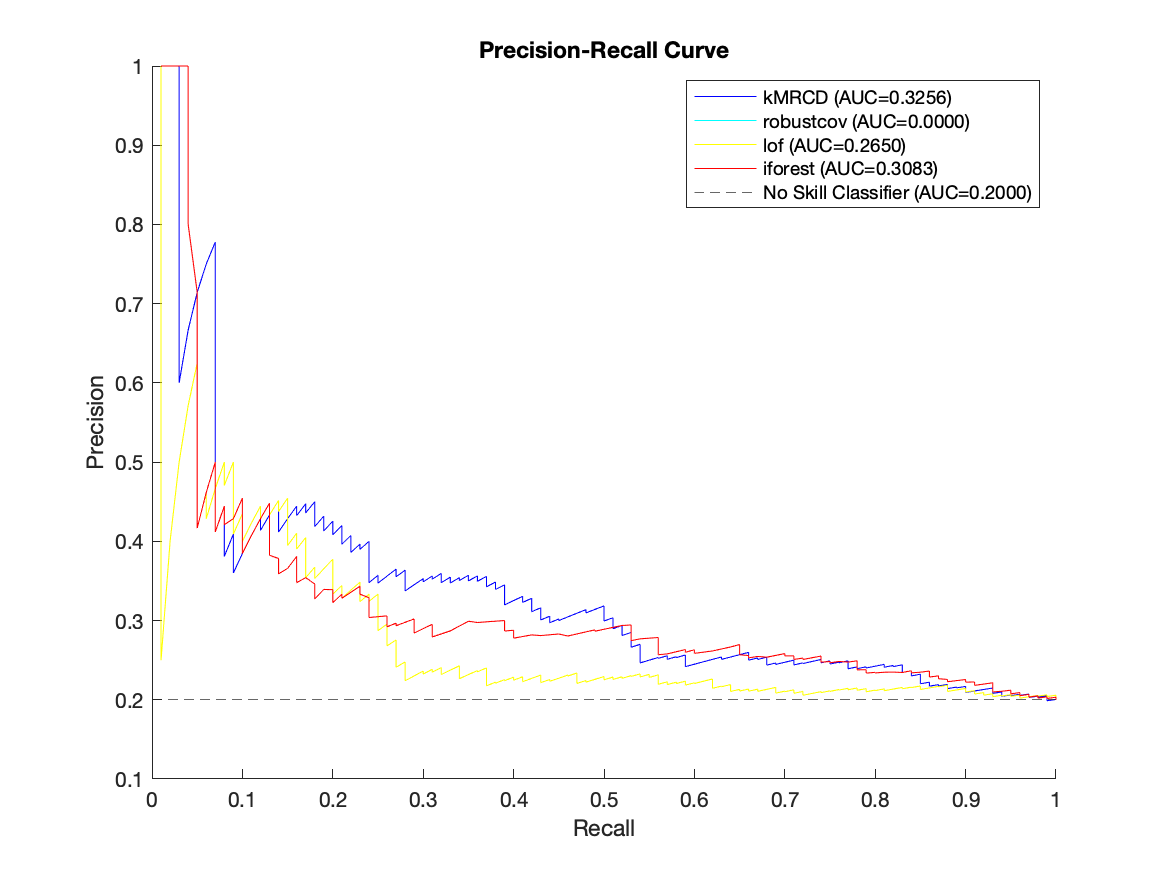 Precision-Recall Curve
kMRCD (AUC=0.3256)
robustcov (AUC=0.0000)
lof (AUC=0.2650)
iforest (AUC=0.3083)
No Skill Classifier (AUC=0.2000)
Precision
1
0.9
0.8
0.7
0.6
0.5
0.4
0.3
0.2
0.1
0 0.1 0.2 0.3 0.4 0.5 0.6 0.7 0.8 0.9 1
Recall